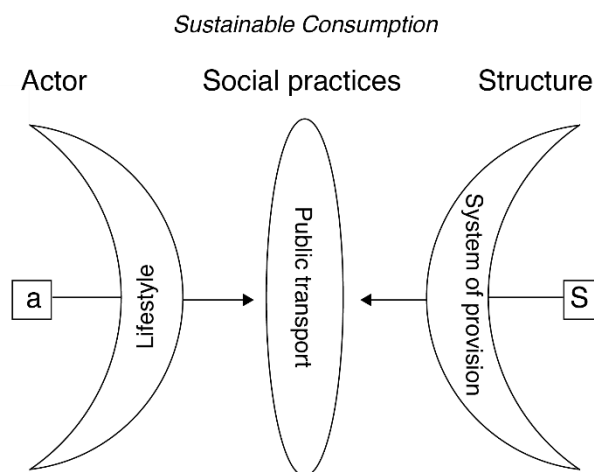 Sustainable Consumption
Actor
Social practices
Structure
a
Lifestyle
Public transport
System of provision
S